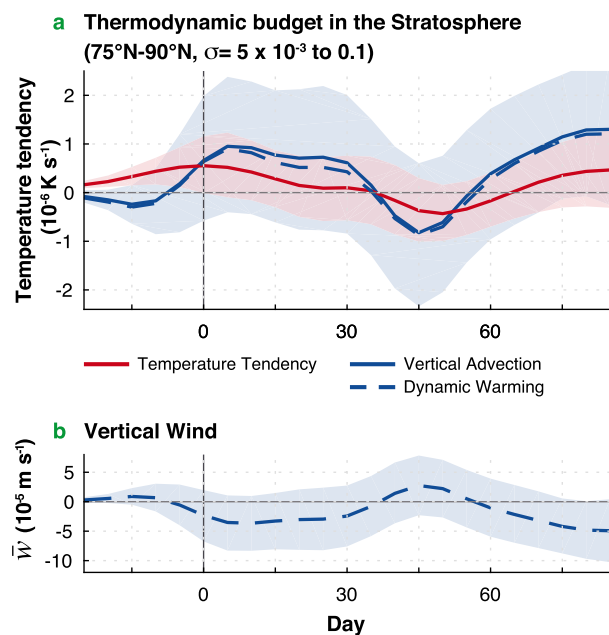 a Thermodynamic budget in the Stratosphere
(75°N-90°N, σ= 5 x 10⁻³ to 0.1)
Temperature tendency
(10⁻⁶ K s⁻¹)
2
1
0
-1
-2
0 30 60
Temperature Tendency
Vertical Advection
Dynamic Warming
b Vertical Wind
w̅ (10⁻⁵ m s⁻¹)
5
0
-5
-10
0 30 60
Day